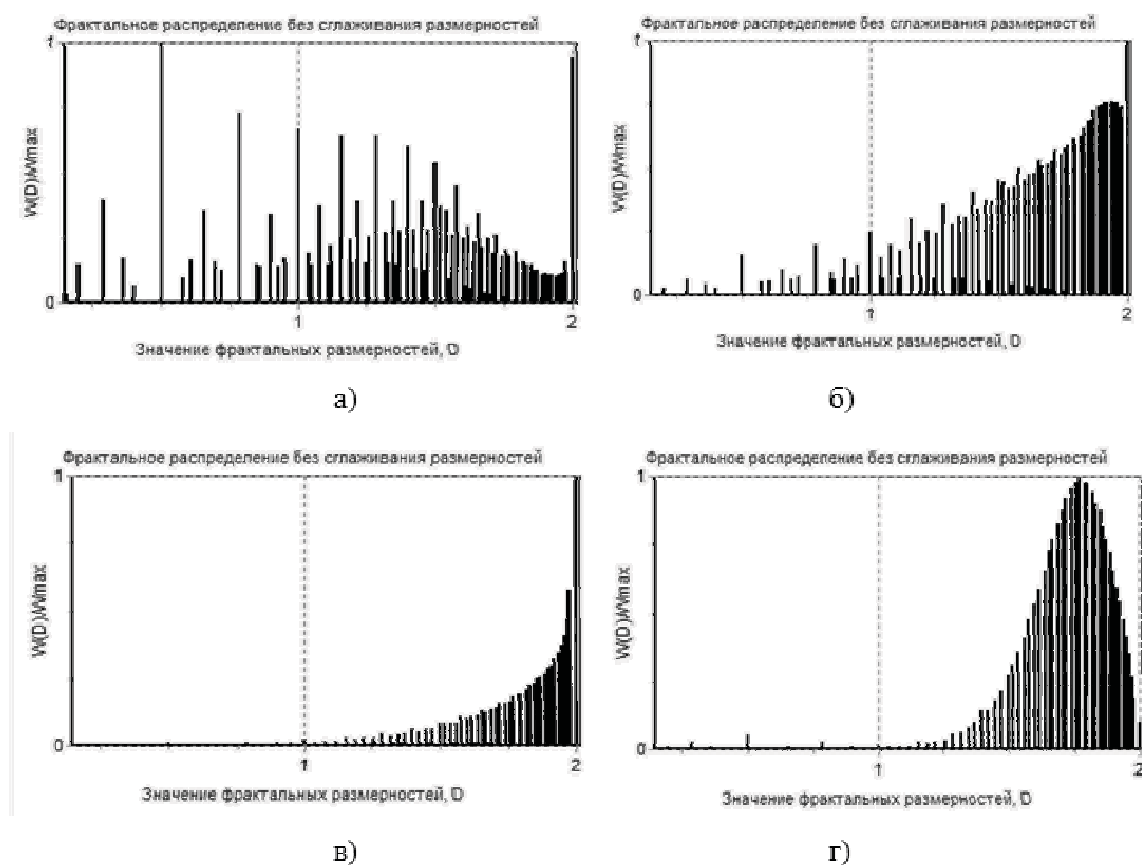 Фрактальное распределение без сглаживания размерностей
Фрактальное распределение без сглаживания размерностей
1
W(D)/Wmax
0
1
2
Значение фрактальных размерностей, D
1
W(D)/Wmax
0
1
2
Значение фрактальных размерностей, D
а)
б)
Фрактальное распределение без сглаживания размерностей
Фрактальное распределение без сглаживания размерностей
1
W(D)/Wmax
0
1
2
Значение фрактальных размерностей, D
1
W(D)/Wmax
0
1
2
Значение фрактальных размерностей, D
в)
г)